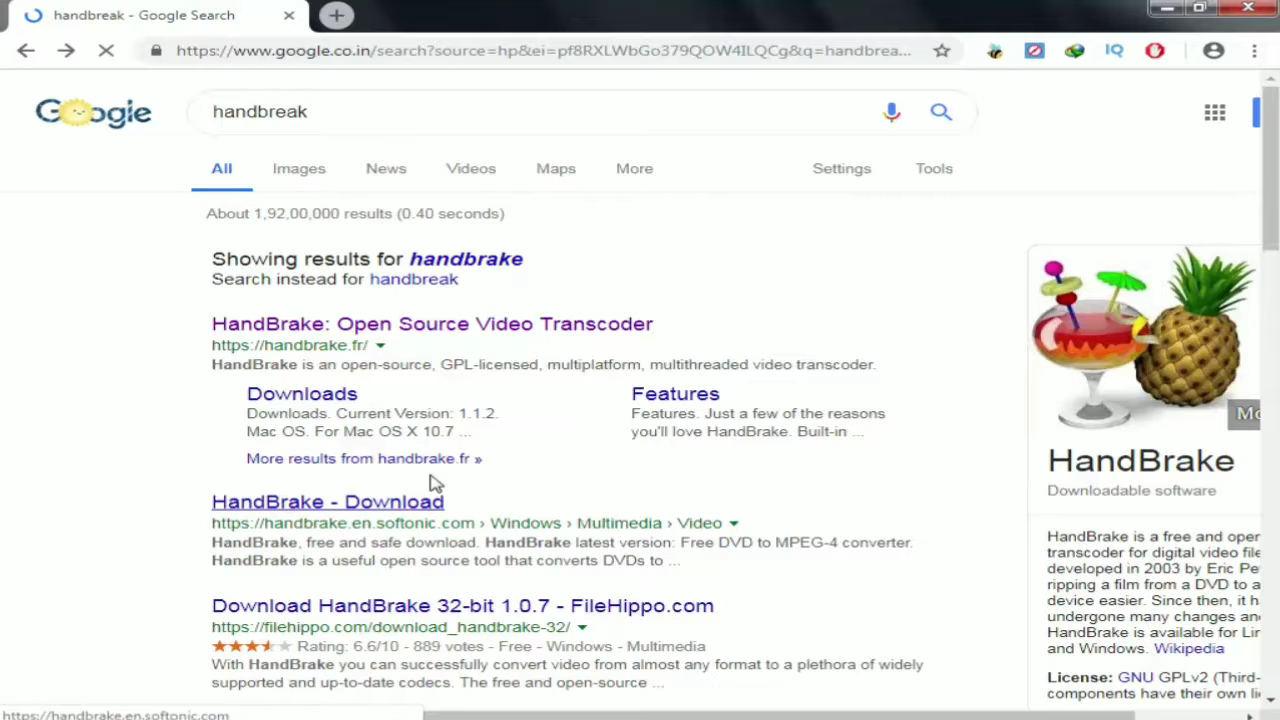 handbreak - Google Search
https://www.google.co.in/search?source=hp&ei=pf8RXLWbGo379QOW4ILQCg&q=handbrea...
IQ
Google
handbreak
All Images News Videos Maps More Settings Tools
About 1,92,00,000 results (0.40 seconds)
Showing results for handbrake
Search instead for handbreak
HandBrake: Open Source Video Transcoder
https://handbrake.fr/
HandBrake is an open-source, GPL-licensed, multiplatform, multithreaded video transcoder.
Downloads
Downloads. Current Version: 1.1.2.
Mac OS. For Mac OS X 10.7 ...
Features
Features. Just a few of the reasons
you'll love HandBrake. Built-in ...
More results from handbrake.fr »
HandBrake - Download
https://handbrake.en.softonic.com › Windows › Multimedia › Video
HandBrake, free and safe download. HandBrake latest version: Free DVD to MPEG-4 converter.
HandBrake is a useful open source tool that converts DVDs to ...
Download HandBrake 32-bit 1.0.7 - FileHippo.com
https://filehippo.com/download_handbrake-32/
Rating: 6.6/10 - 889 votes - Free - Windows - Multimedia
With HandBrake you can successfully convert video from almost any format to a plethora of widely
supported and up-to-date codecs. The free and open-source ...
Mo
HandBrake
Downloadable software
HandBrake is a free and open
transcoder for digital video file
developed in 2003 by Eric Pe
ripping a film from a DVD to a
device easier. Since then, it h
undergone many changes an
HandBrake is available for Lin
and Windows. Wikipedia
License: GNU GPLv2 (Third-
components have their own li
https://handbrake.en.softonic.com